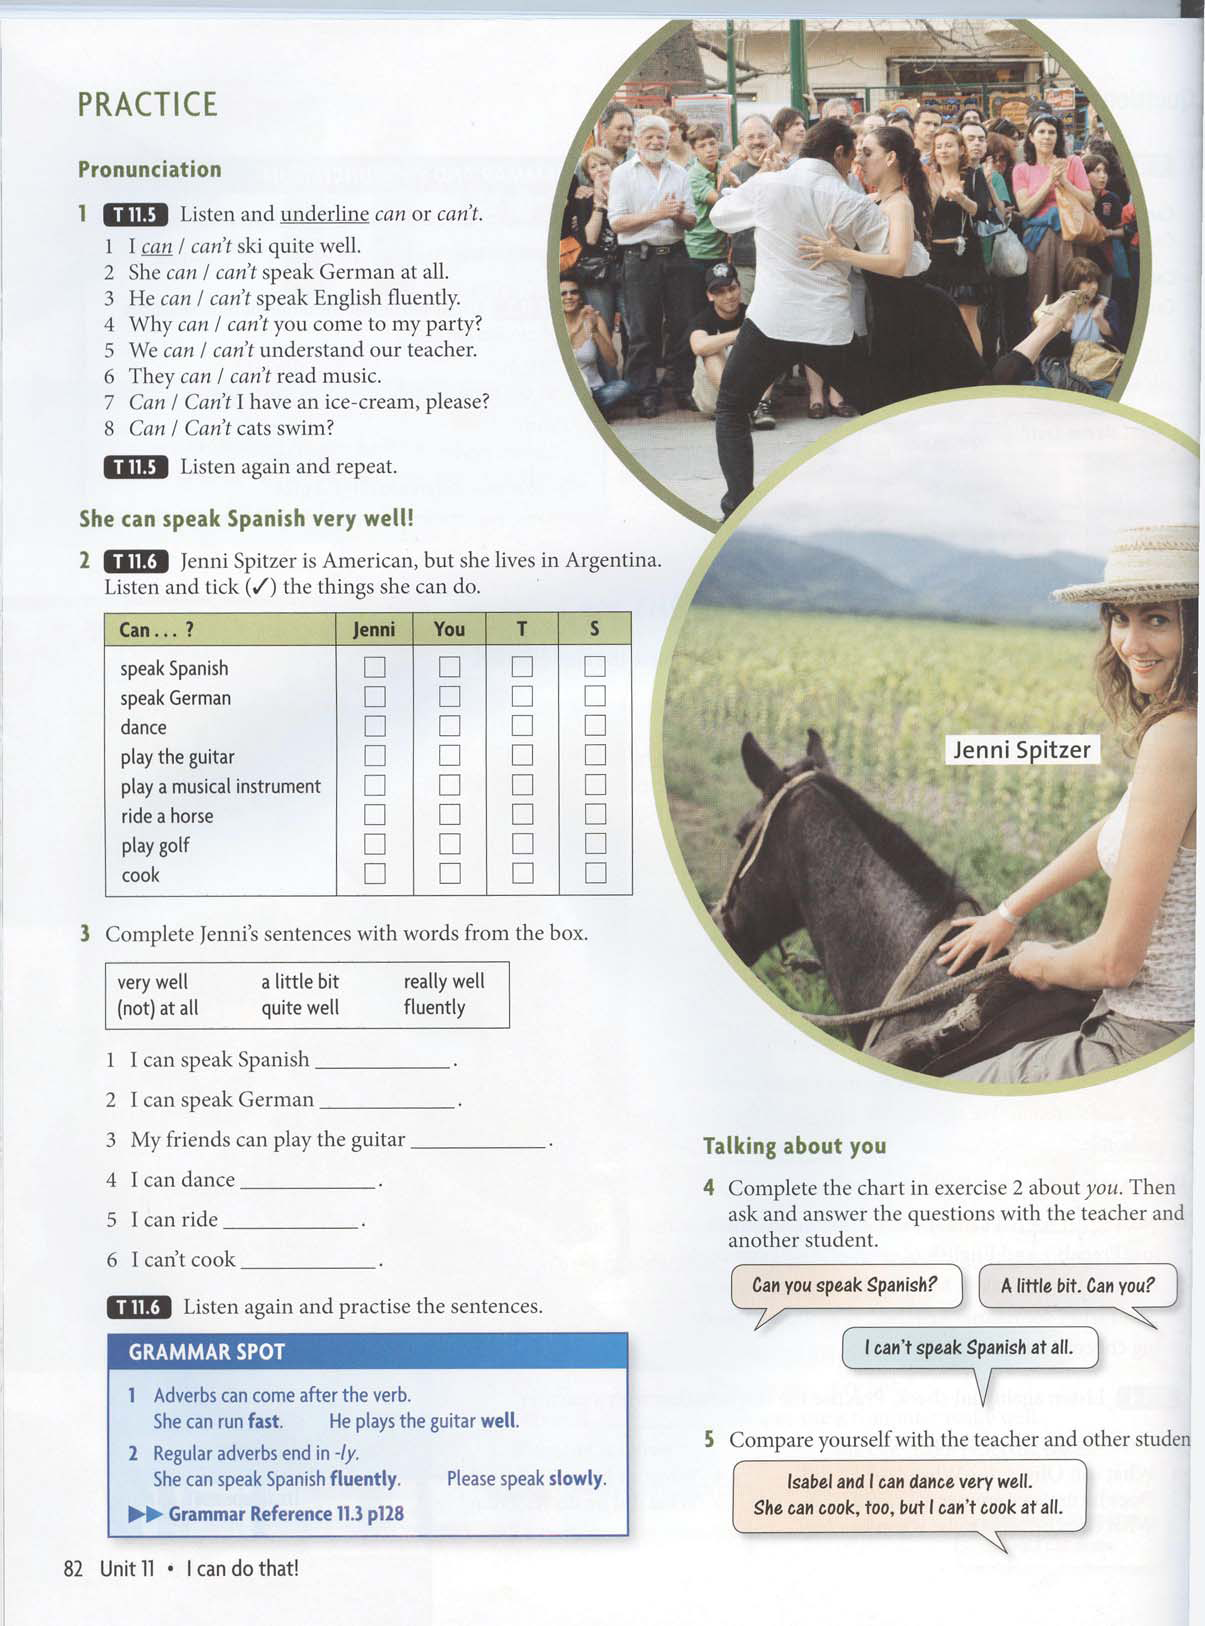 PRACTICE
Pronunciation
1 T 11.5 Listen and underline can or can't.
1 I can / can't ski quite well.
2 She can / can't speak German at all.
3 He can / can't speak English fluently.
4 Why can / can't you come to my party?
5 We can / can't understand our teacher.
6 They can / can't read music.
7 Can / Can't I have an ice-cream, please?
8 Can / Can't cats swim?
T 11.5 Listen again and repeat.
She can speak Spanish very well!
2 T 11.6 Jenni Spitzer is American, but she lives in Argentina.
Listen and tick (✓) the things she can do.
Can ... ? Jenni You T S
speak Spanish
speak German
dance
play the guitar
play a musical instrument
ride a horse
play golf
cook
Jenni Spitzer
3 Complete Jenni's sentences with words from the box.
very well a little bit really well
(not) at all quite well fluently
1 I can speak Spanish ____________ .
2 I can speak German ____________ .
3 My friends can play the guitar ____________ .
4 I can dance ____________ .
5 I can ride ____________ .
6 I can't cook ____________ .
T 11.6 Listen again and practise the sentences.
GRAMMAR SPOT
1 Adverbs can come after the verb.
She can run fast. He plays the guitar well.
2 Regular adverbs end in -ly.
She can speak Spanish fluently. Please speak slowly.
▶▶ Grammar Reference 11.3 p128
Talking about you
4 Complete the chart in exercise 2 about you. Then
ask and answer the questions with the teacher and
another student.
Can you speak Spanish?
A little bit. Can you?
I can't speak Spanish at all.
5 Compare yourself with the teacher and other studen
Isabel and I can dance very well.
She can cook, too, but I can't cook at all.
82 Unit 11 • I can do that!